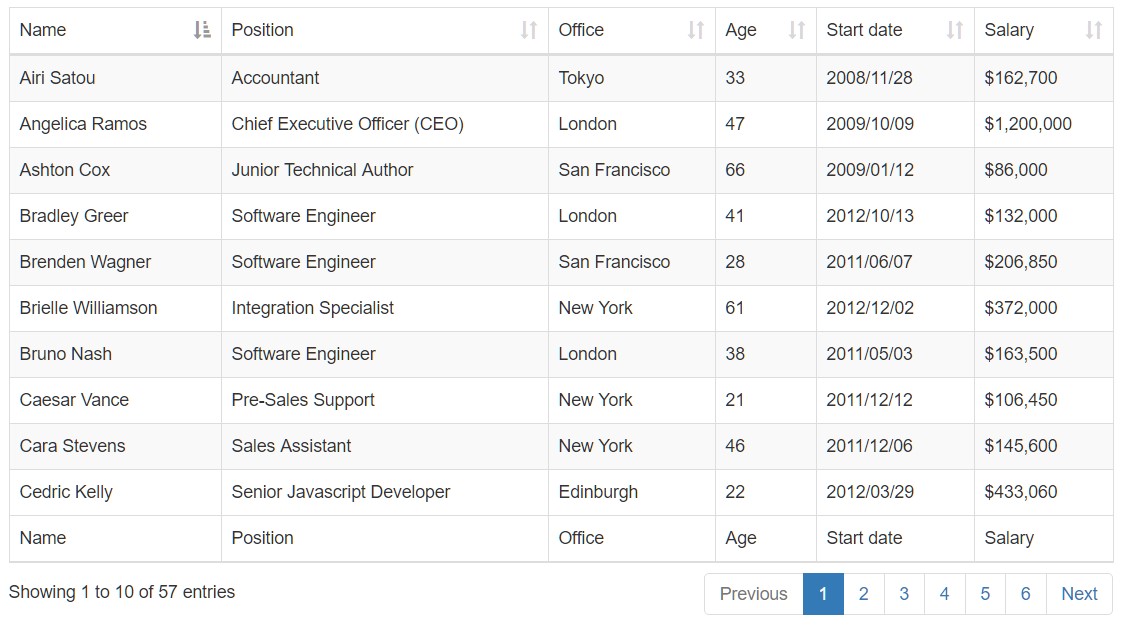 Name Position Office Age Start date Salary
Airi Satou Accountant Tokyo 33 2008/11/28 $162,700
Angelica Ramos Chief Executive Officer (CEO) London 47 2009/10/09 $1,200,000
Ashton Cox Junior Technical Author San Francisco 66 2009/01/12 $86,000
Bradley Greer Software Engineer London 41 2012/10/13 $132,000
Brenden Wagner Software Engineer San Francisco 28 2011/06/07 $206,850
Brielle Williamson Integration Specialist New York 61 2012/12/02 $372,000
Bruno Nash Software Engineer London 38 2011/05/03 $163,500
Caesar Vance Pre-Sales Support New York 21 2011/12/12 $106,450
Cara Stevens Sales Assistant New York 46 2011/12/06 $145,600
Cedric Kelly Senior Javascript Developer Edinburgh 22 2012/03/29 $433,060
Name Position Office Age Start date Salary
Showing 1 to 10 of 57 entries Previous 1 2 3 4 5 6 Next